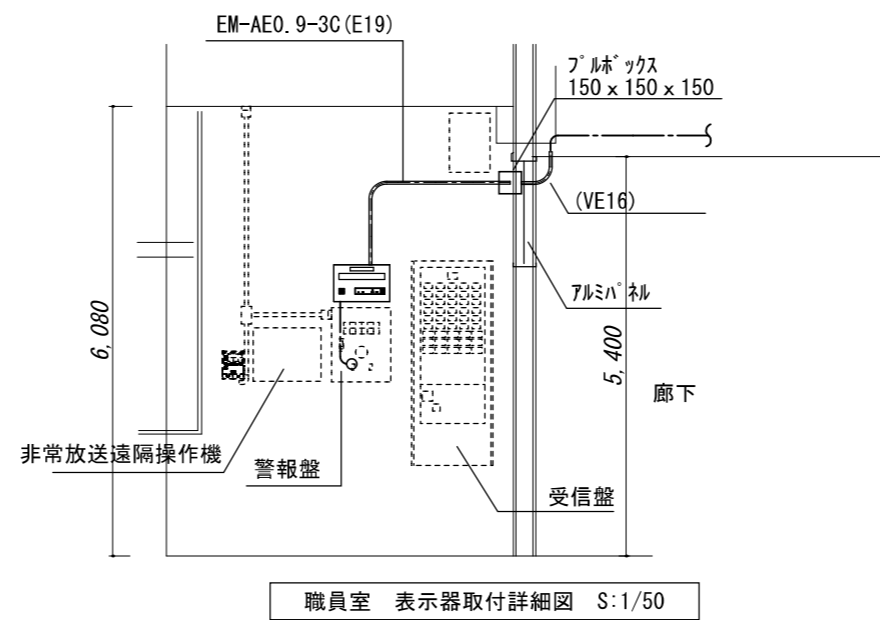 EM-AE0.9-3C(E19)
プルボックス
150 x 150 x 150
(VE16)
アルミパネル
6,080
5,400
廊下
非常放送遠隔操作機
警報盤
受信盤
職員室 表示器取付詳細図 S:1/50